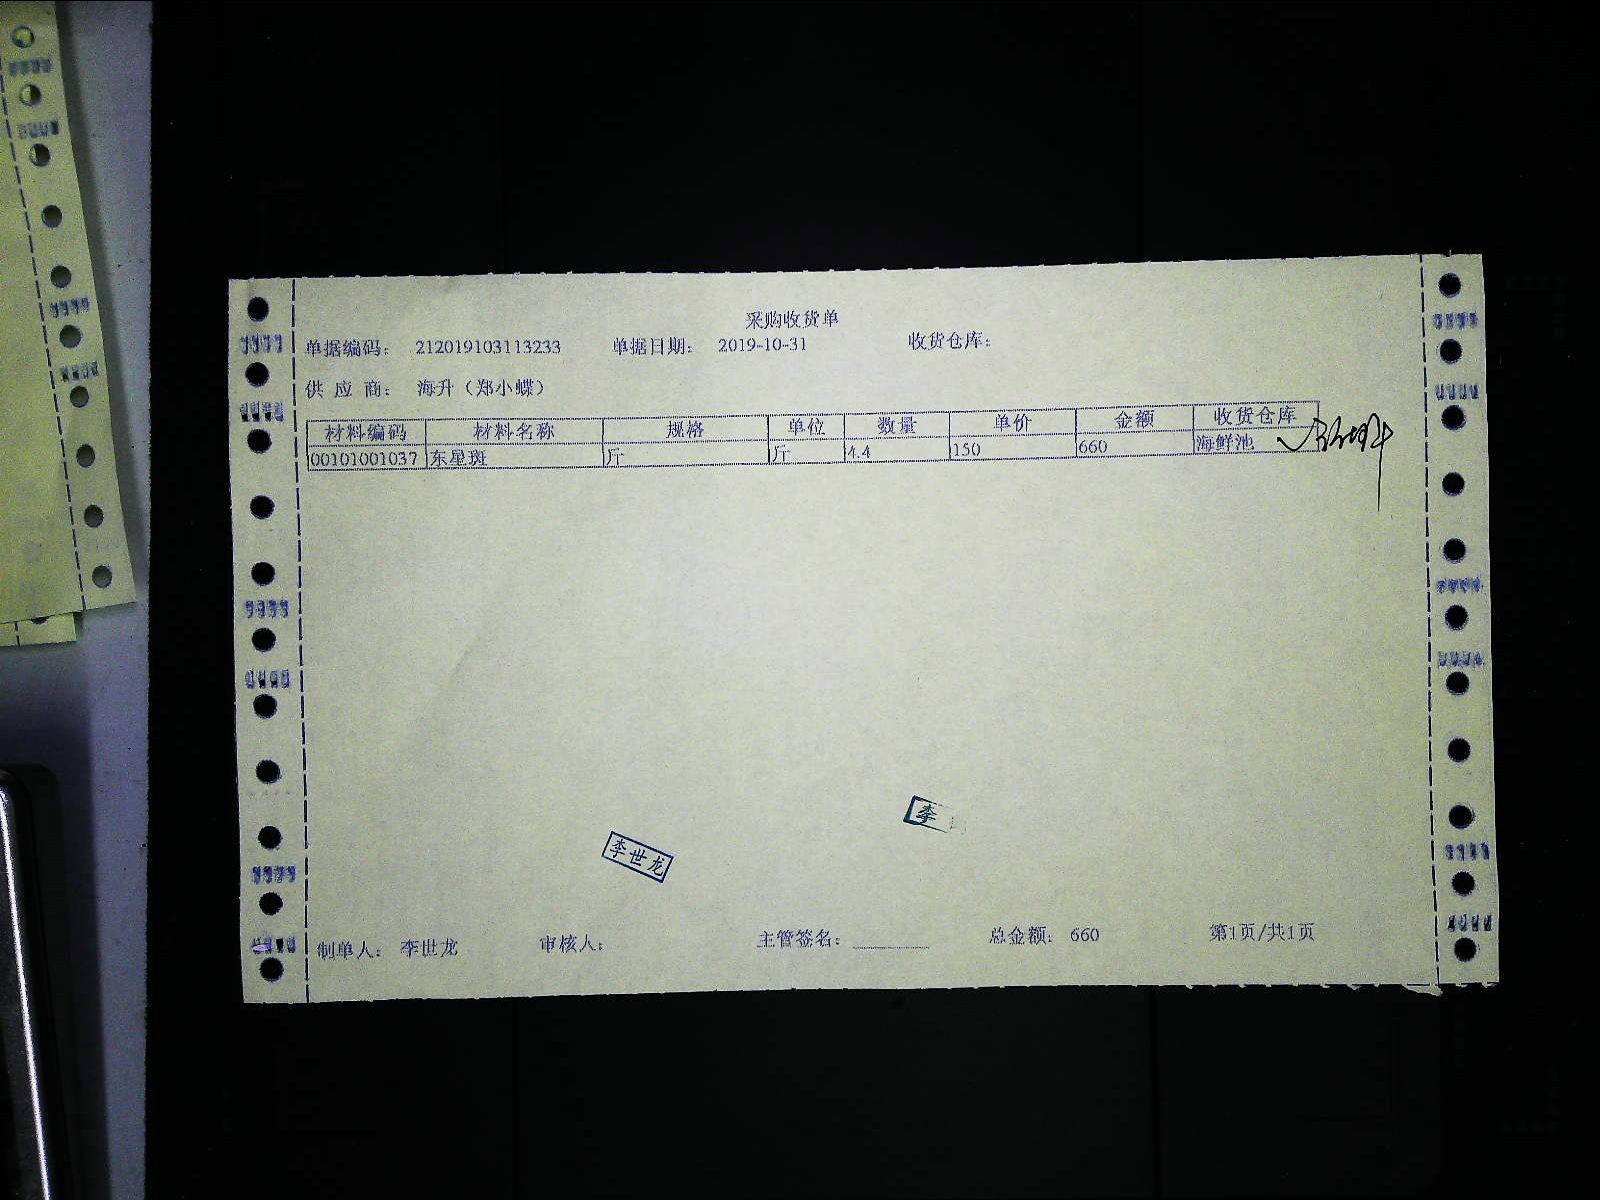 采购收货单
单据编码： 212019103113233 单据日期： 2019-10-31 收货仓库：
供 应 商： 海升（郑小蝶）
材料编码 材料名称 规格 单位 数量 单价 金额 收货仓库
00101001037 东星斑 斤 斤 4.4 150 660 海鲜池
李
李世龙
制单人： 李世龙 审核人： 主管签名： 总金额： 660 第1页/共1页